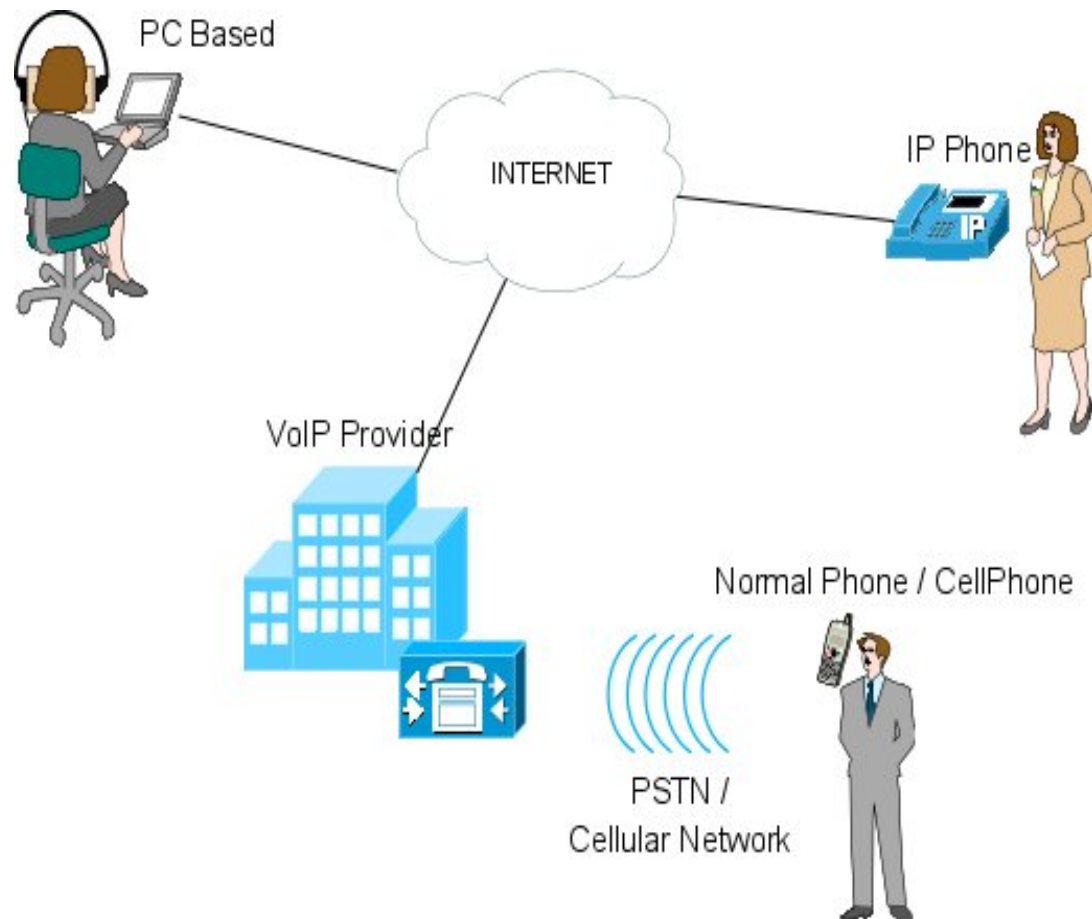 PC Based
INTERNET
IP Phone
IP
VoIP Provider
Normal Phone / CellPhone
PSTN /
Cellular Network